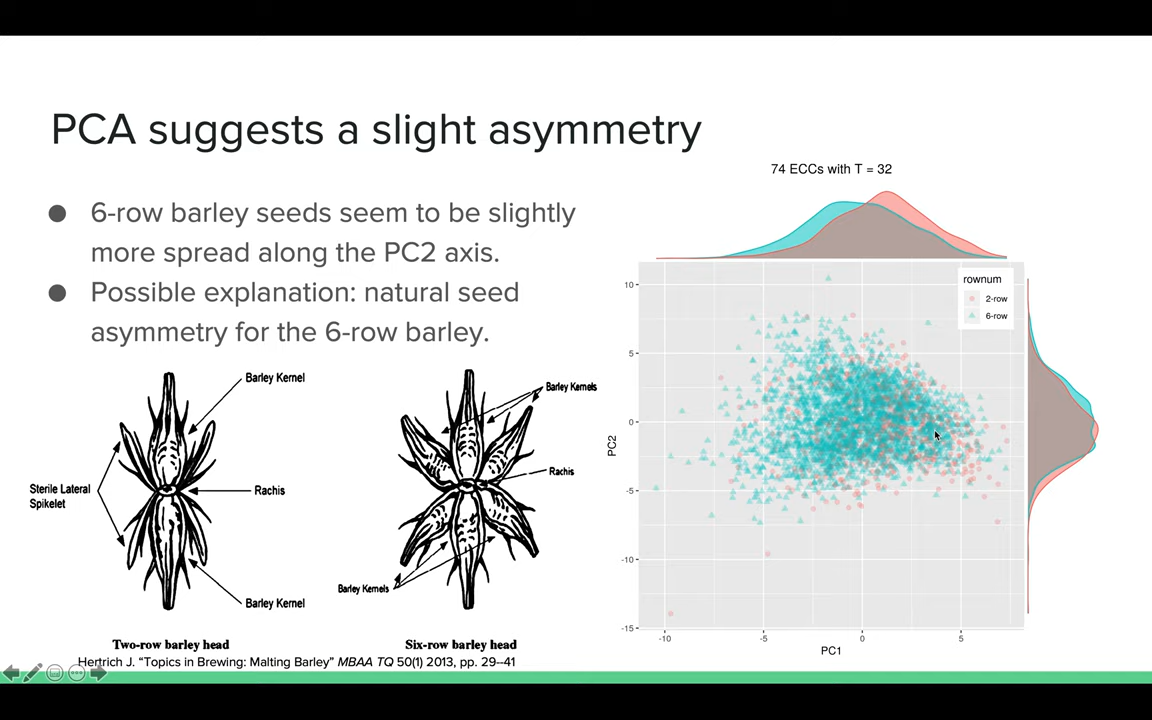 PCA suggests a slight asymmetry
● 6-row barley seeds seem to be slightly
more spread along the PC2 axis.
● Possible explanation: natural seed
asymmetry for the 6-row barley.
Barley Kernel
Sterile Lateral
Spikelet
Rachis
Barley Kernel
Two-row barley head
Barley Kernels
Rachis
Barley Kernels
Six-row barley head
Hertrich J. “Topics in Brewing: Malting Barley” MBAA TQ 50(1) 2013, pp. 29--41
74 ECCs with T = 32
rownum
2-row
6-row
PC2
10
5
0
-5
-10
-15
-10 -5 0 5
PC1